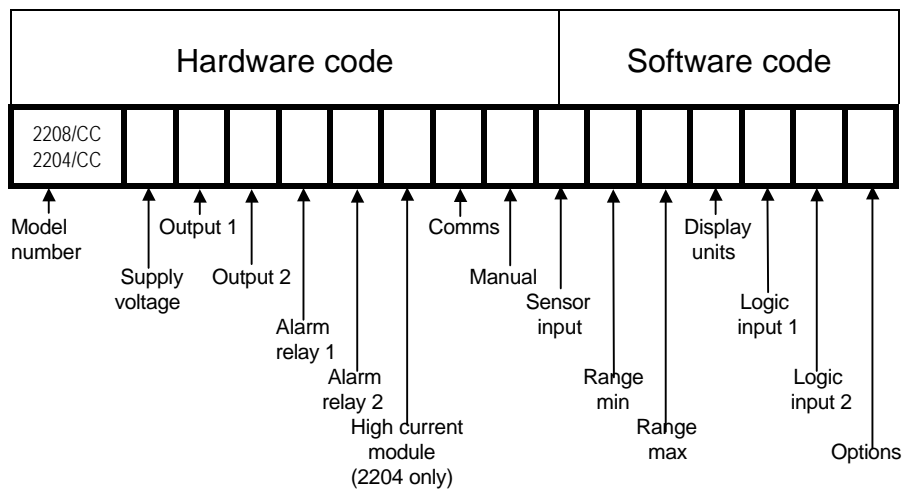 Hardware code
Software code
2208/CC
2204/CC
Model
number
Output 1
Comms
Display
units
Supply
voltage
Output 2
Manual
Sensor
input
Logic
input 1
Alarm
relay 1
Alarm
relay 2
Range
min
Logic
input 2
High current
module
(2204 only)
Range
max
Options